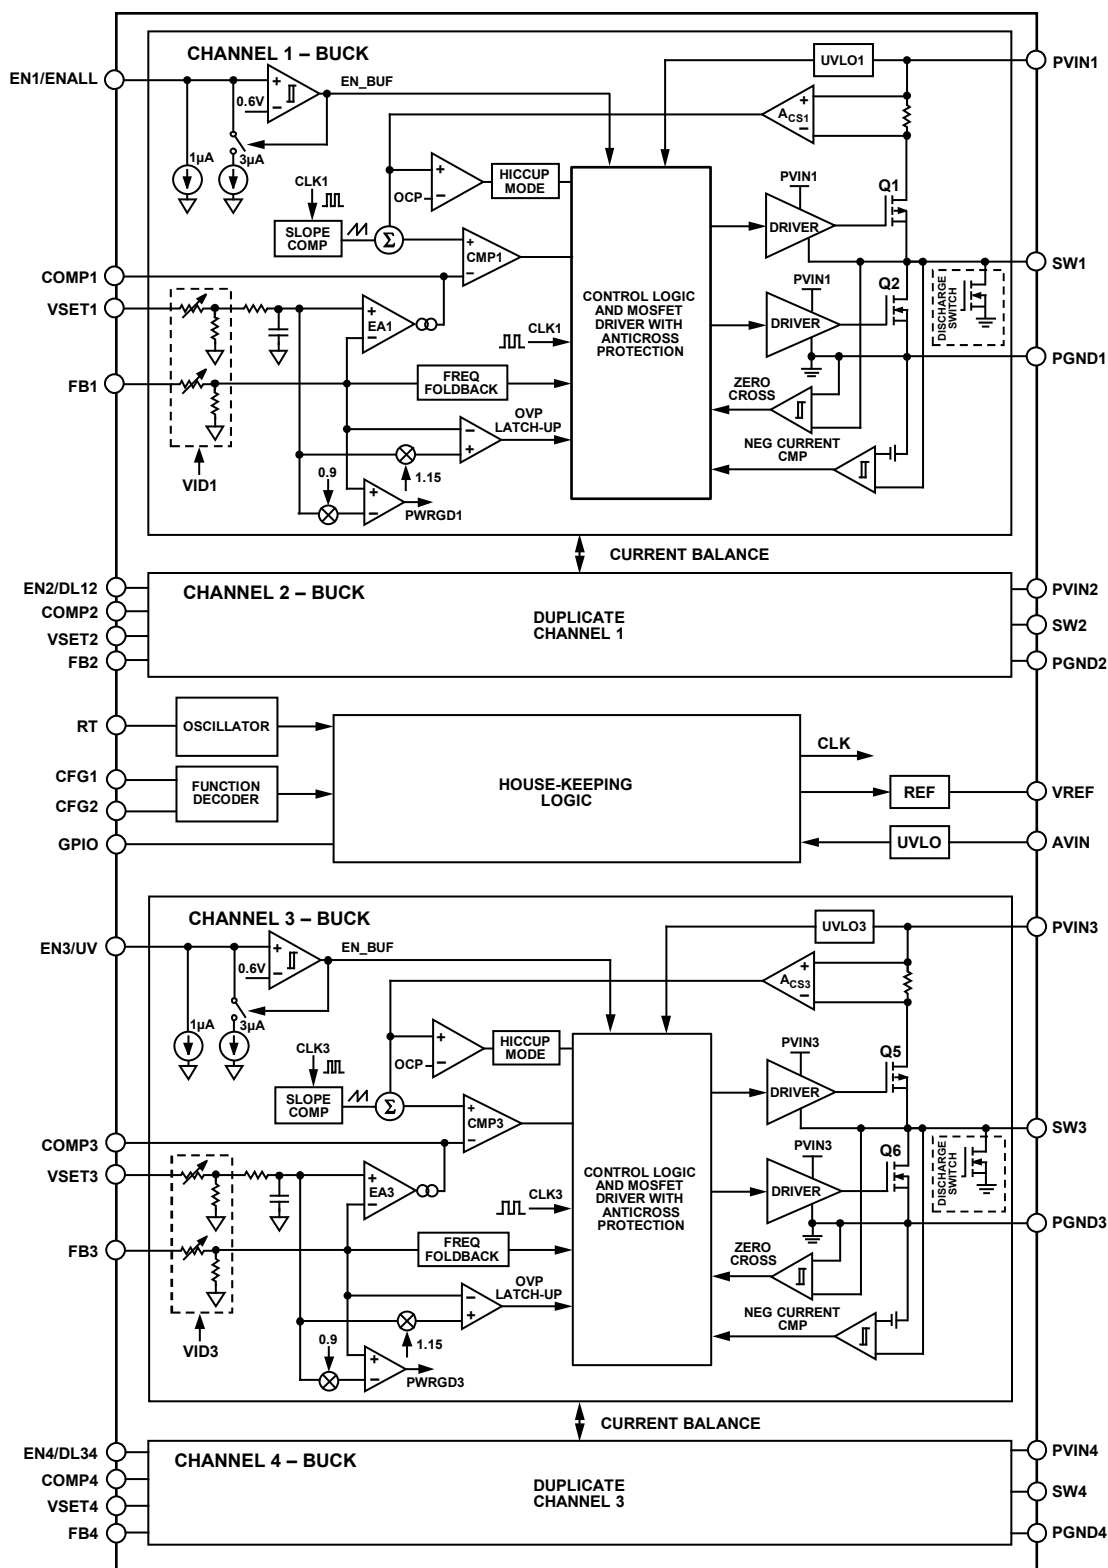 CHANNEL 1 – BUCK
EN1/ENALL
PVIN1
UVLO1
+
0.6V
−
EN_BUF
+
ACS1
−
1µA
3µA
CLK1
+
OCP
−
HICCUP
MODE
SLOPE
COMP
Σ
+
CMP1
−
PVIN1
DRIVER
Q1
COMP1
SW1
VSET1
+
EA1
−
CLK1
CONTROL LOGIC
AND MOSFET
DRIVER WITH
ANTICROSS
PROTECTION
PVIN1
DRIVER
Q2
DISCHARGE
SWITCH
PGND1
FB1
FREQ
FOLDBACK
ZERO
CROSS
OVP
LATCH-UP
−
+
NEG CURRENT
CMP
VID1
0.9
1.15
+
−
PWRGD1
CURRENT BALANCE
EN2/DL12
COMP2
VSET2
FB2
CHANNEL 2 – BUCK
DUPLICATE
CHANNEL 1
PVIN2
SW2
PGND2
RT
OSCILLATOR
CFG1
CFG2
FUNCTION
DECODER
GPIO
HOUSE-KEEPING
LOGIC
CLK
REF
VREF
UVLO
AVIN
CHANNEL 3 – BUCK
EN3/UV
PVIN3
UVLO3
+
0.6V
−
EN_BUF
+
ACS3
−
1µA
3µA
CLK3
+
OCP
−
HICCUP
MODE
SLOPE
COMP
Σ
+
CMP3
−
PVIN3
DRIVER
Q5
COMP3
SW3
VSET3
+
EA3
−
CLK3
CONTROL LOGIC
AND MOSFET
DRIVER WITH
ANTICROSS
PROTECTION
PVIN3
DRIVER
Q6
DISCHARGE
SWITCH
PGND3
FB3
FREQ
FOLDBACK
ZERO
CROSS
OVP
LATCH-UP
−
+
NEG CURRENT
CMP
VID3
0.9
1.15
+
−
PWRGD3
CURRENT BALANCE
EN4/DL34
COMP4
VSET4
FB4
CHANNEL 4 – BUCK
DUPLICATE
CHANNEL 3
PVIN4
SW4
PGND4